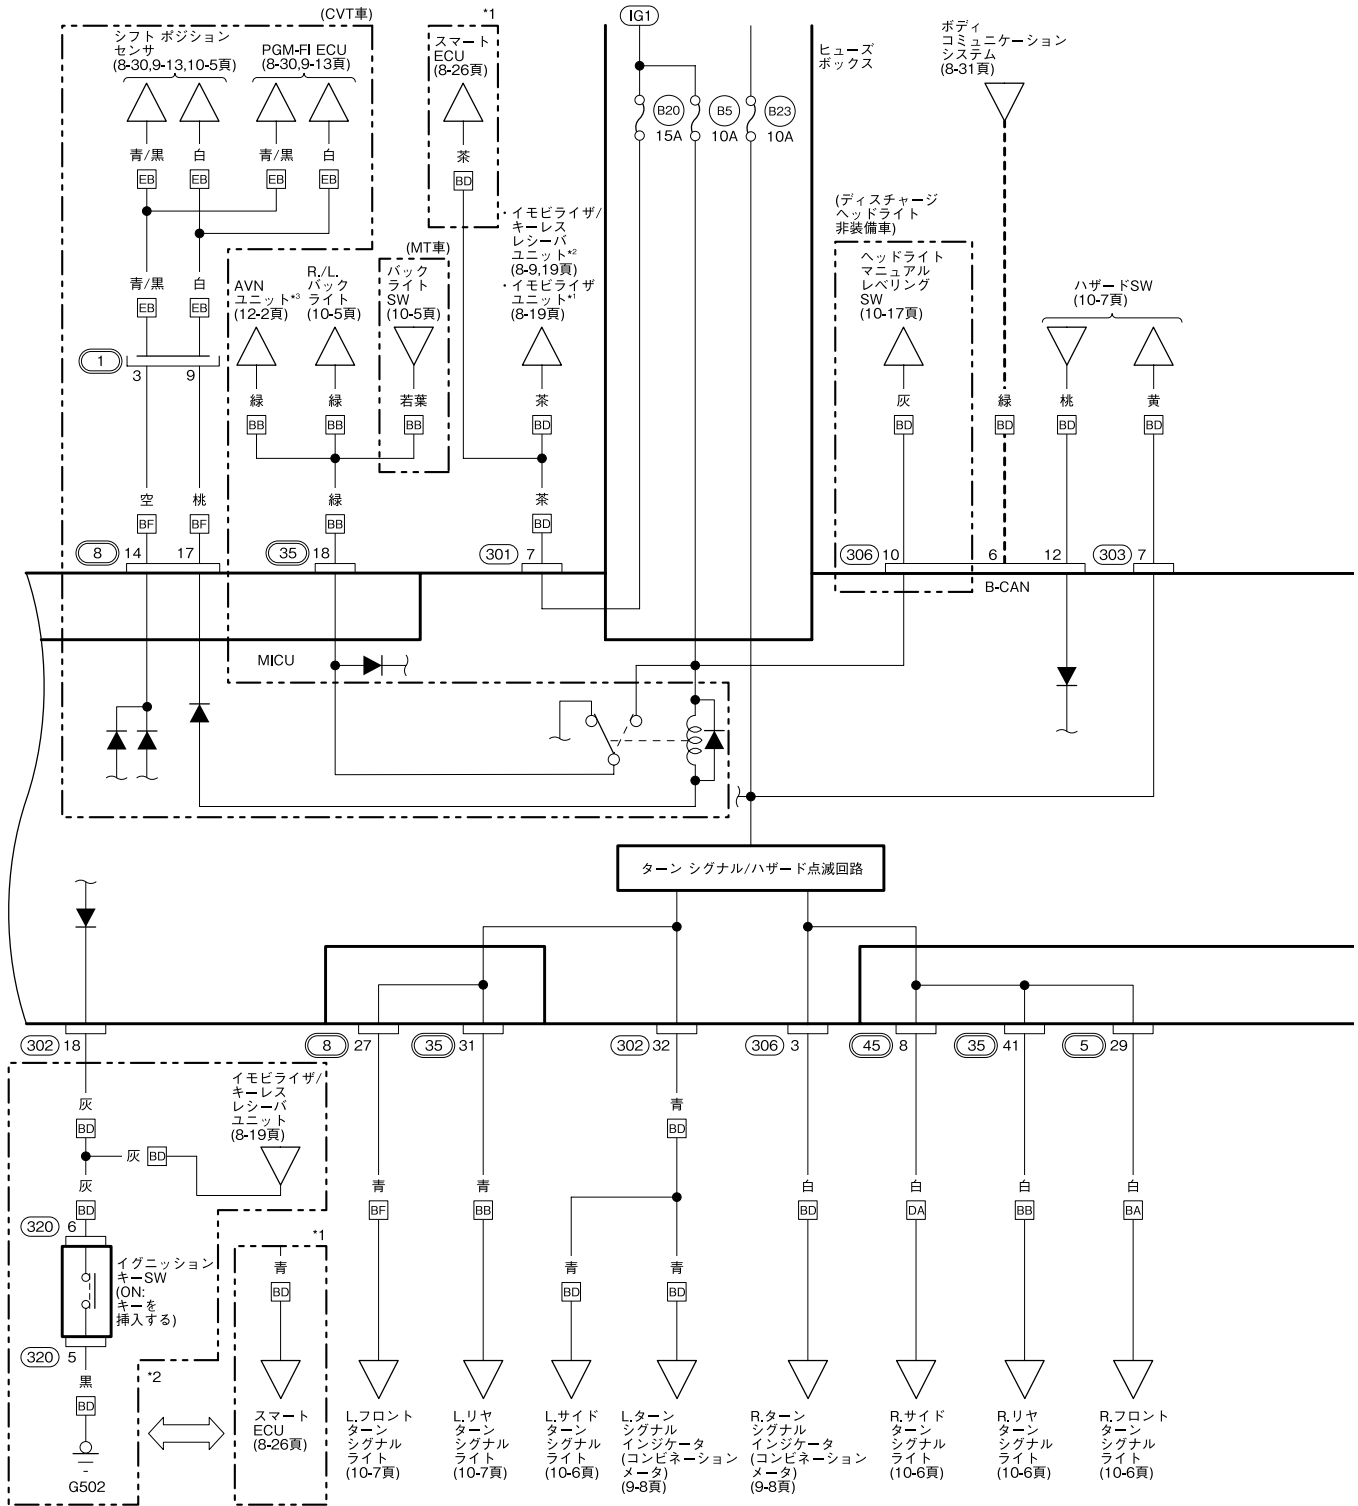 (CVT車)
シフト ポジション
センサ
(8-30,9-13,10-5頁)
PGM-FI ECU
(8-30,9-13頁)
*1
スマート
ECU
(8-26頁)
IG1
ヒューズ
ボックス
ボディ
コミュニケーション
システム
(8-31頁)
B20
15A
B5
10A
B23
10A
青/黒
白
青/黒
白
茶
EB
EB
EB
EB
BD
・イモビライザ/
キーレス
レシーバ
ユニット*2
(8-9,19頁)
・イモビライザ
ユニット*1
(8-19頁)
(ディスチャージ
ヘッドライト
非装備車)
ヘッドライト
マニュアル
レベリング
SW
(10-17頁)
ハザードSW
(10-7頁)
(MT車)
AVN
ユニット*3
(12-2頁)
R./L.
バック
ライト
(10-5頁)
バック
ライト
SW
(10-5頁)
青/黒
白
EB
EB
1
3
9
緑
緑
若葉
茶
灰
緑
桃
黄
BB
BB
BB
BD
BD
BD
BD
BD
空
桃
緑
茶
BF
BF
BB
BD
8
14
17
35
18
301
7
306
10
6
12
303
7
B-CAN
MICU
ターン シグナル/ハザード点滅回路
302
18
8
27
35
31
302
32
306
3
45
8
35
41
5
29
灰
BD
イモビライザ/
キーレス
レシーバ
ユニット
(8-19頁)
灰
BD
灰
BD
320
6
イグニッション
キーSW
(ON:
キーを
挿入する)
320
5
黒
BD
G502
*2
*1
青
BD
スマート
ECU
(8-26頁)
青
BD
青
BF
青
BB
白
BD
白
DA
白
BB
白
BA
青
BD
青
BD
L.フロント
ターン
シグナル
ライト
(10-7頁)
L.リヤ
ターン
シグナル
ライト
(10-7頁)
L.サイド
ターン
シグナル
ライト
(10-6頁)
L.ターン
シグナル
インジケータ
(コンビネーション
メータ)
(9-8頁)
R.ターン
シグナル
インジケータ
(コンビネーション
メータ)
(9-8頁)
R.サイド
ターン
シグナル
ライト
(10-6頁)
R.リヤ
ターン
シグナル
ライト
(10-6頁)
R.フロント
ターン
シグナル
ライト
(10-6頁)